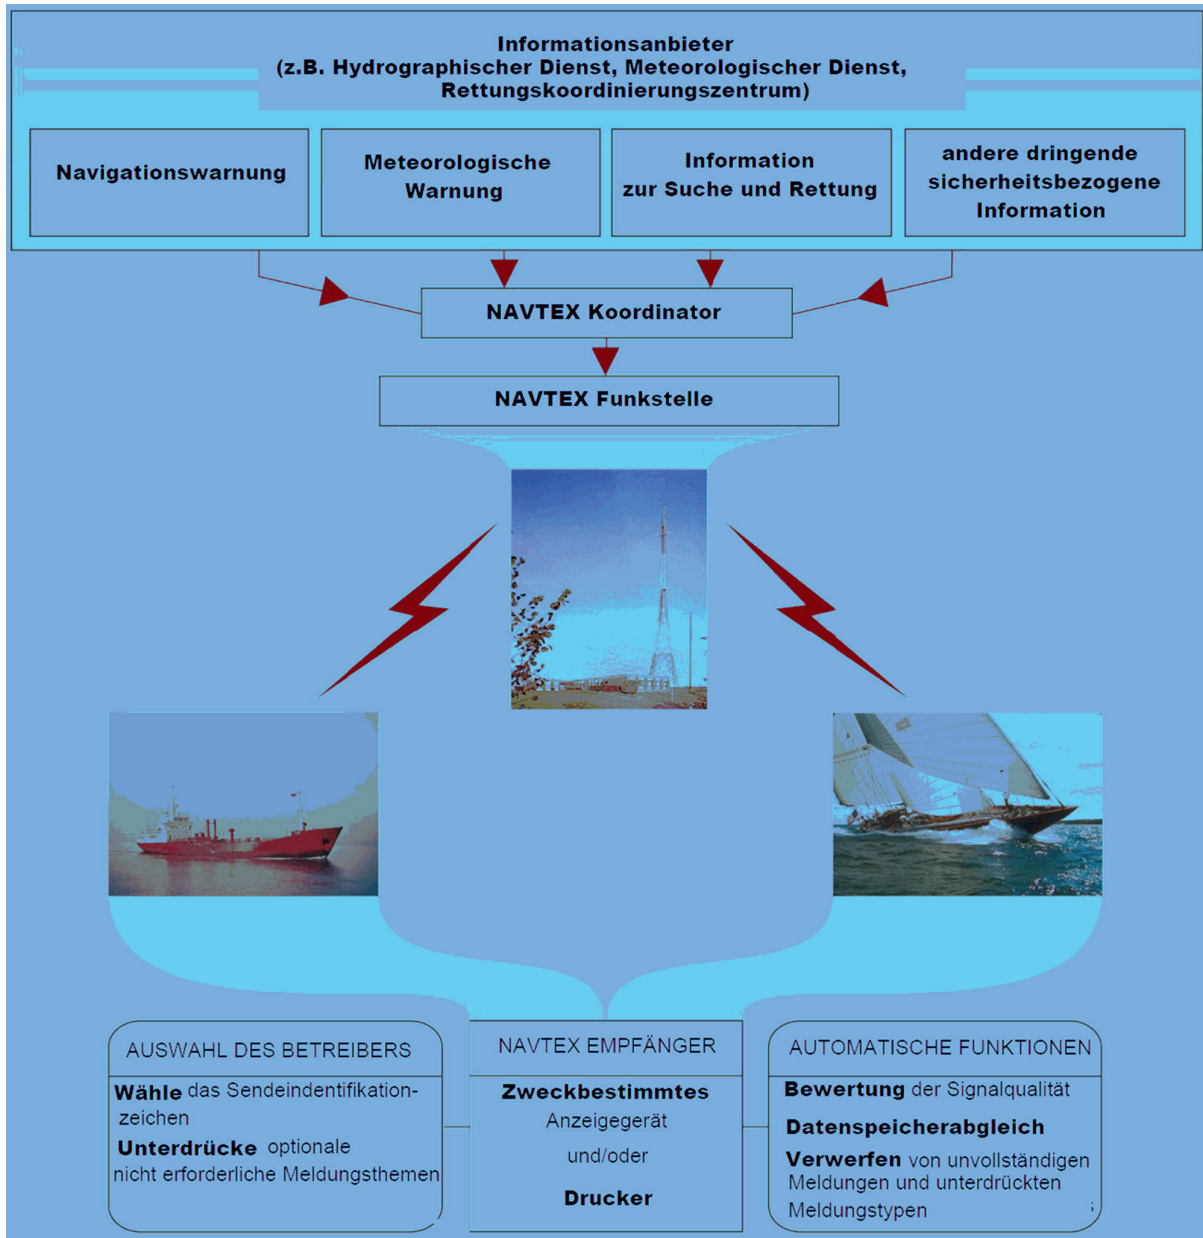 Informationsanbieter
(z.B. Hydrographischer Dienst, Meteorologischer Dienst,
Rettungskoordinierungszentrum)
Navigationswarnung
Meteorologische
Warnung
Information
zur Suche und Rettung
andere dringende
sicherheitsbezogene
Information
NAVTEX Koordinator
NAVTEX Funkstelle
AUSWAHL DES BETREIBERS
Wähle das Sendeindentifikation-
zeichen
Unterdrücke optionale
nicht erforderliche Meldungsthemen
NAVTEX EMPFÄNGER
Zweckbestimmtes
Anzeigegerät
und/oder
Drucker
AUTOMATISCHE FUNKTIONEN
Bewertung der Signalqualität
Datenspeicherabgleich
Verwerfen von unvollständigen
Meldungen und unterdrückten
Meldungstypen